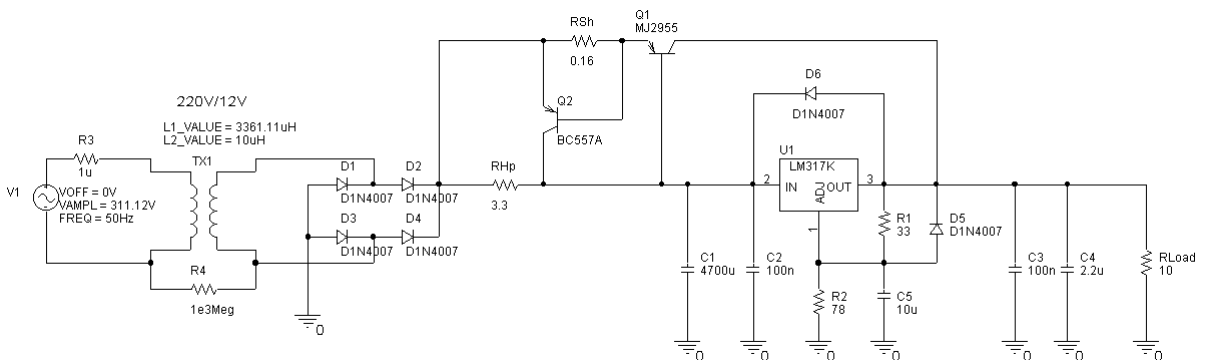 Q1
MJ2955
RSh
0.16
D6
D1N4007
Q2
BC557A
220V/12V
L1_VALUE = 3361.11uH
L2_VALUE = 10uH
TX1
R3
1u
V1
VOFF = 0V
VAMPL = 311.12V
FREQ = 50Hz
D1
D1N4007
D2
D1N4007
D3
D1N4007
D4
D1N4007
R4
1e3Meg
0
RHp
3.3
U1
LM317K
2
IN
ADJ
OUT
3
1
R1
33
D5
D1N4007
C1
4700u
0
C2
100n
0
R2
78
0
C5
10u
0
C3
100n
0
C4
2.2u
0
RLoad
10
0